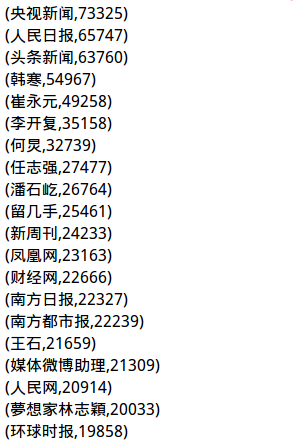 (央视新闻,73325)
(人民日报,65747)
(头条新闻,63760)
(韩寒,54967)
(崔永元,49258)
(李开复,35158)
(何炅,32739)
(任志强,27477)
(潘石屹,26764)
(留几手,25461)
(新周刊,24233)
(凤凰网,23163)
(财经网,22666)
(南方日报,22327)
(南方都市报,22239)
(王石,21659)
(媒体微博助理,21309)
(人民网,20914)
(夢想家林志穎,20033)
(环球时报,19858)